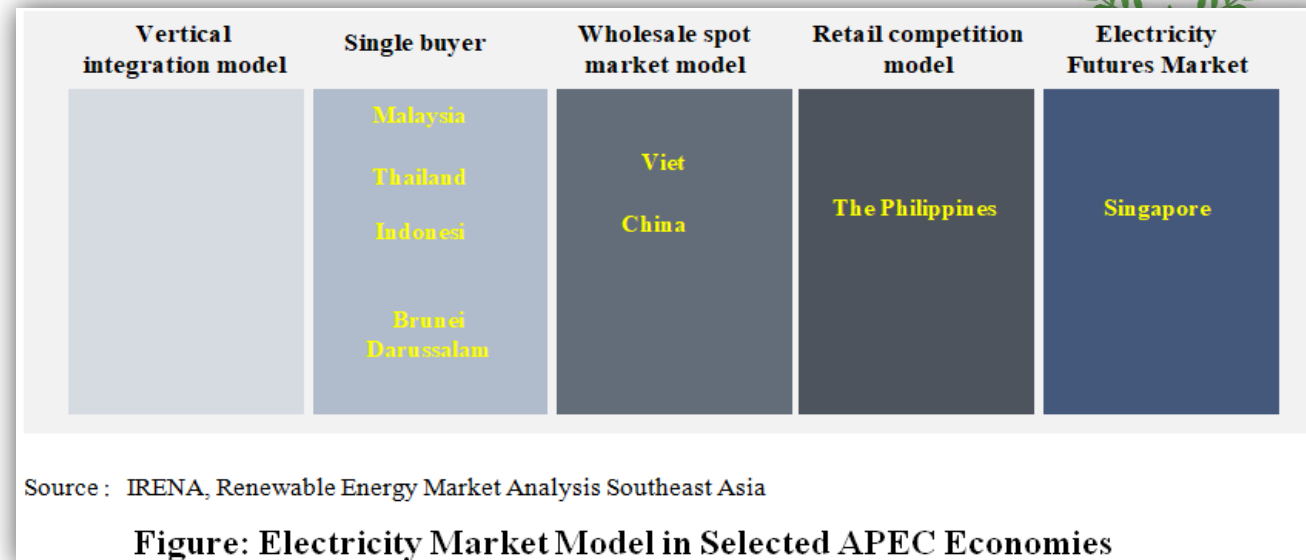 Vertical
integration model
Single buyer
Wholesale spot
market model
Retail competition
model
Electricity
Futures Market
Malaysia
Thailand
Indonesi
Brunei
Darussalam
Viet
China
The Philippines
Singapore
Source : IRENA, Renewable Energy Market Analysis Southeast Asia
Figure: Electricity Market Model in Selected APEC Economies